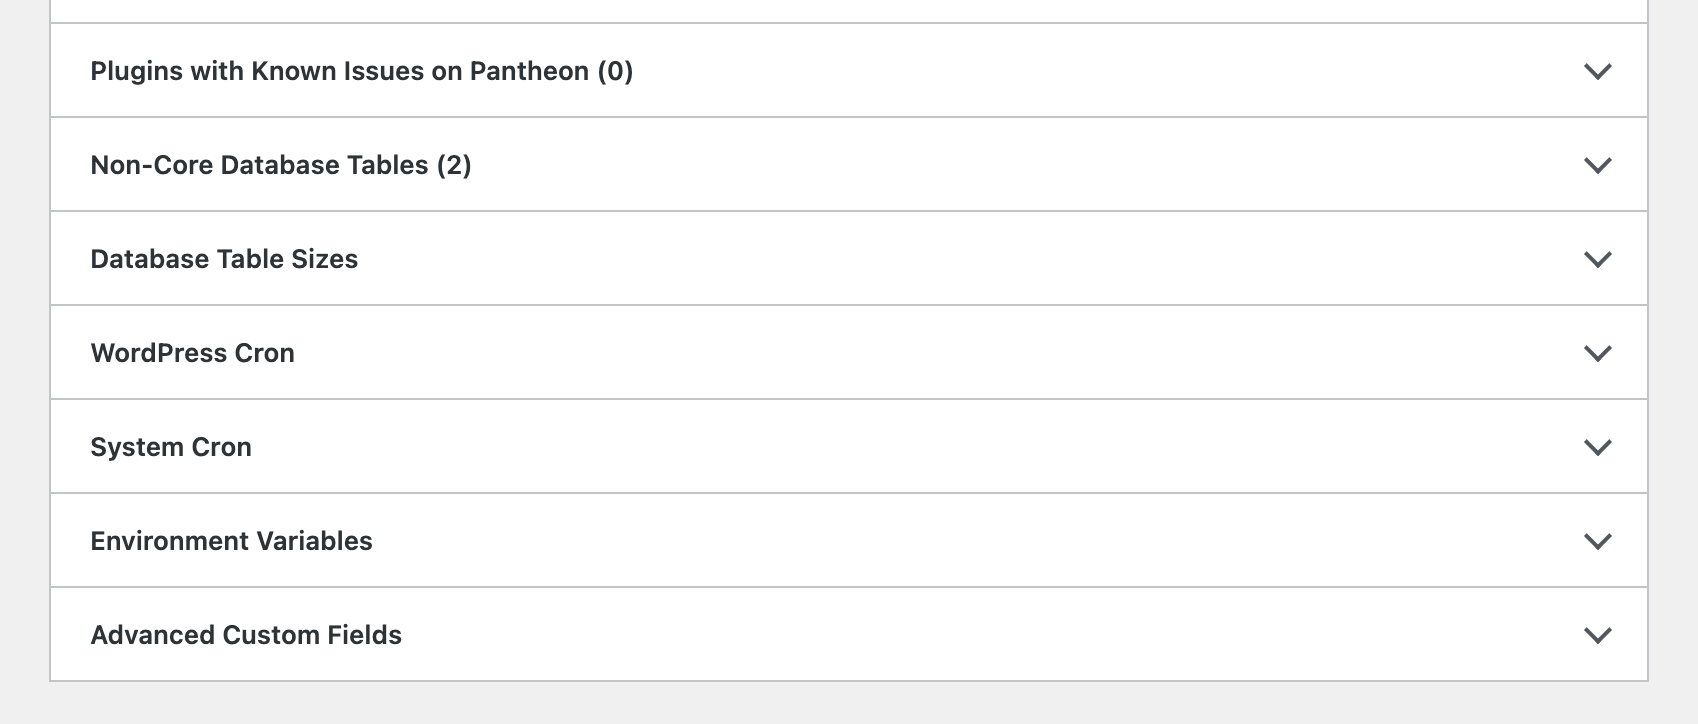 Plugins with Known Issues on Pantheon (0)
Non-Core Database Tables (2)
Database Table Sizes
WordPress Cron
System Cron
Environment Variables
Advanced Custom Fields